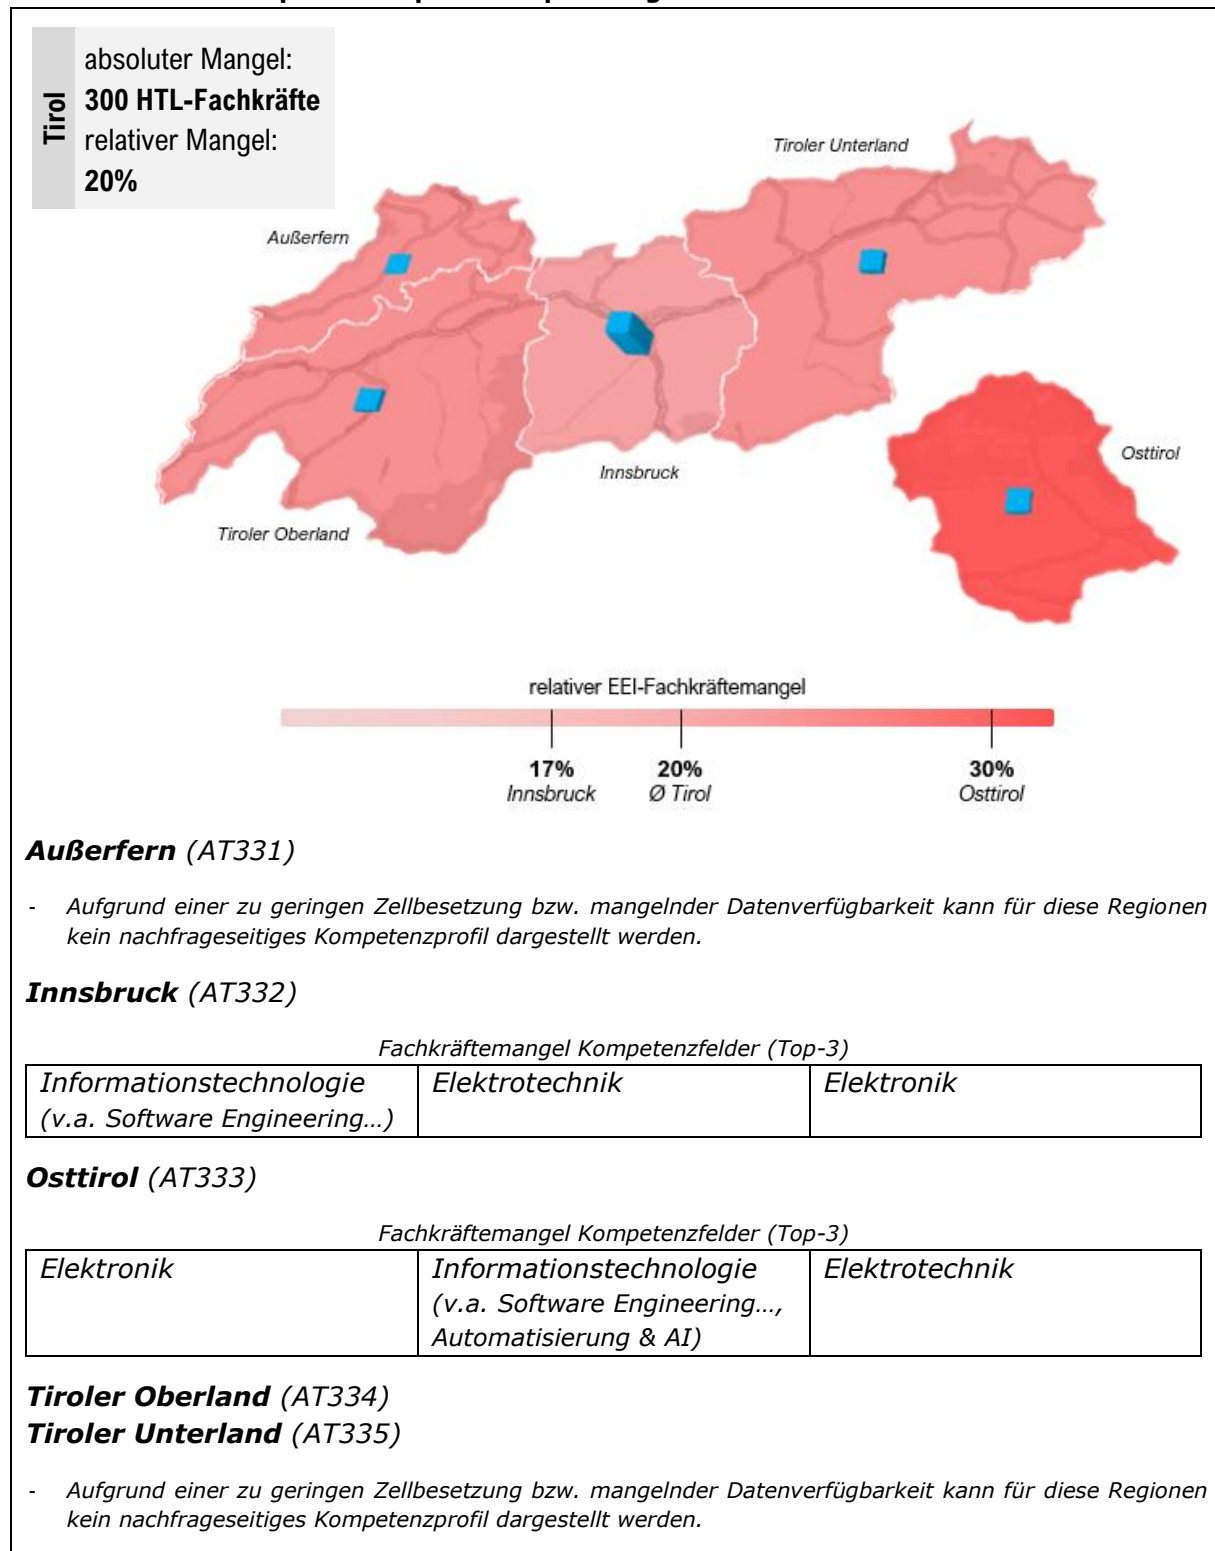 Tirol
absoluter Mangel:
300 HTL-Fachkräfte
relativer Mangel:
20%
Tiroler Unterland
Außerfern
Osttirol
Innsbruck
Tiroler Oberland
relativer EEI-Fachkräftemangel
17%
Innsbruck
20%
Ø Tirol
30%
Osttirol
Außerfern (AT331)
- Aufgrund einer zu geringen Zellbesetzung bzw. mangelnder Datenverfügbarkeit kann für diese Regionen
kein nachfrageseitiges Kompetenzprofil dargestellt werden.
Innsbruck (AT332)
Fachkräftemangel Kompetenzfelder (Top-3)
Informationstechnologie
(v.a. Software Engineering…)
Elektrotechnik
Elektronik
Osttirol (AT333)
Fachkräftemangel Kompetenzfelder (Top-3)
Elektronik
Informationstechnologie
(v.a. Software Engineering…,
Automatisierung & AI)
Elektrotechnik
Tiroler Oberland (AT334)
Tiroler Unterland (AT335)
- Aufgrund einer zu geringen Zellbesetzung bzw. mangelnder Datenverfügbarkeit kann für diese Regionen
kein nachfrageseitiges Kompetenzprofil dargestellt werden.